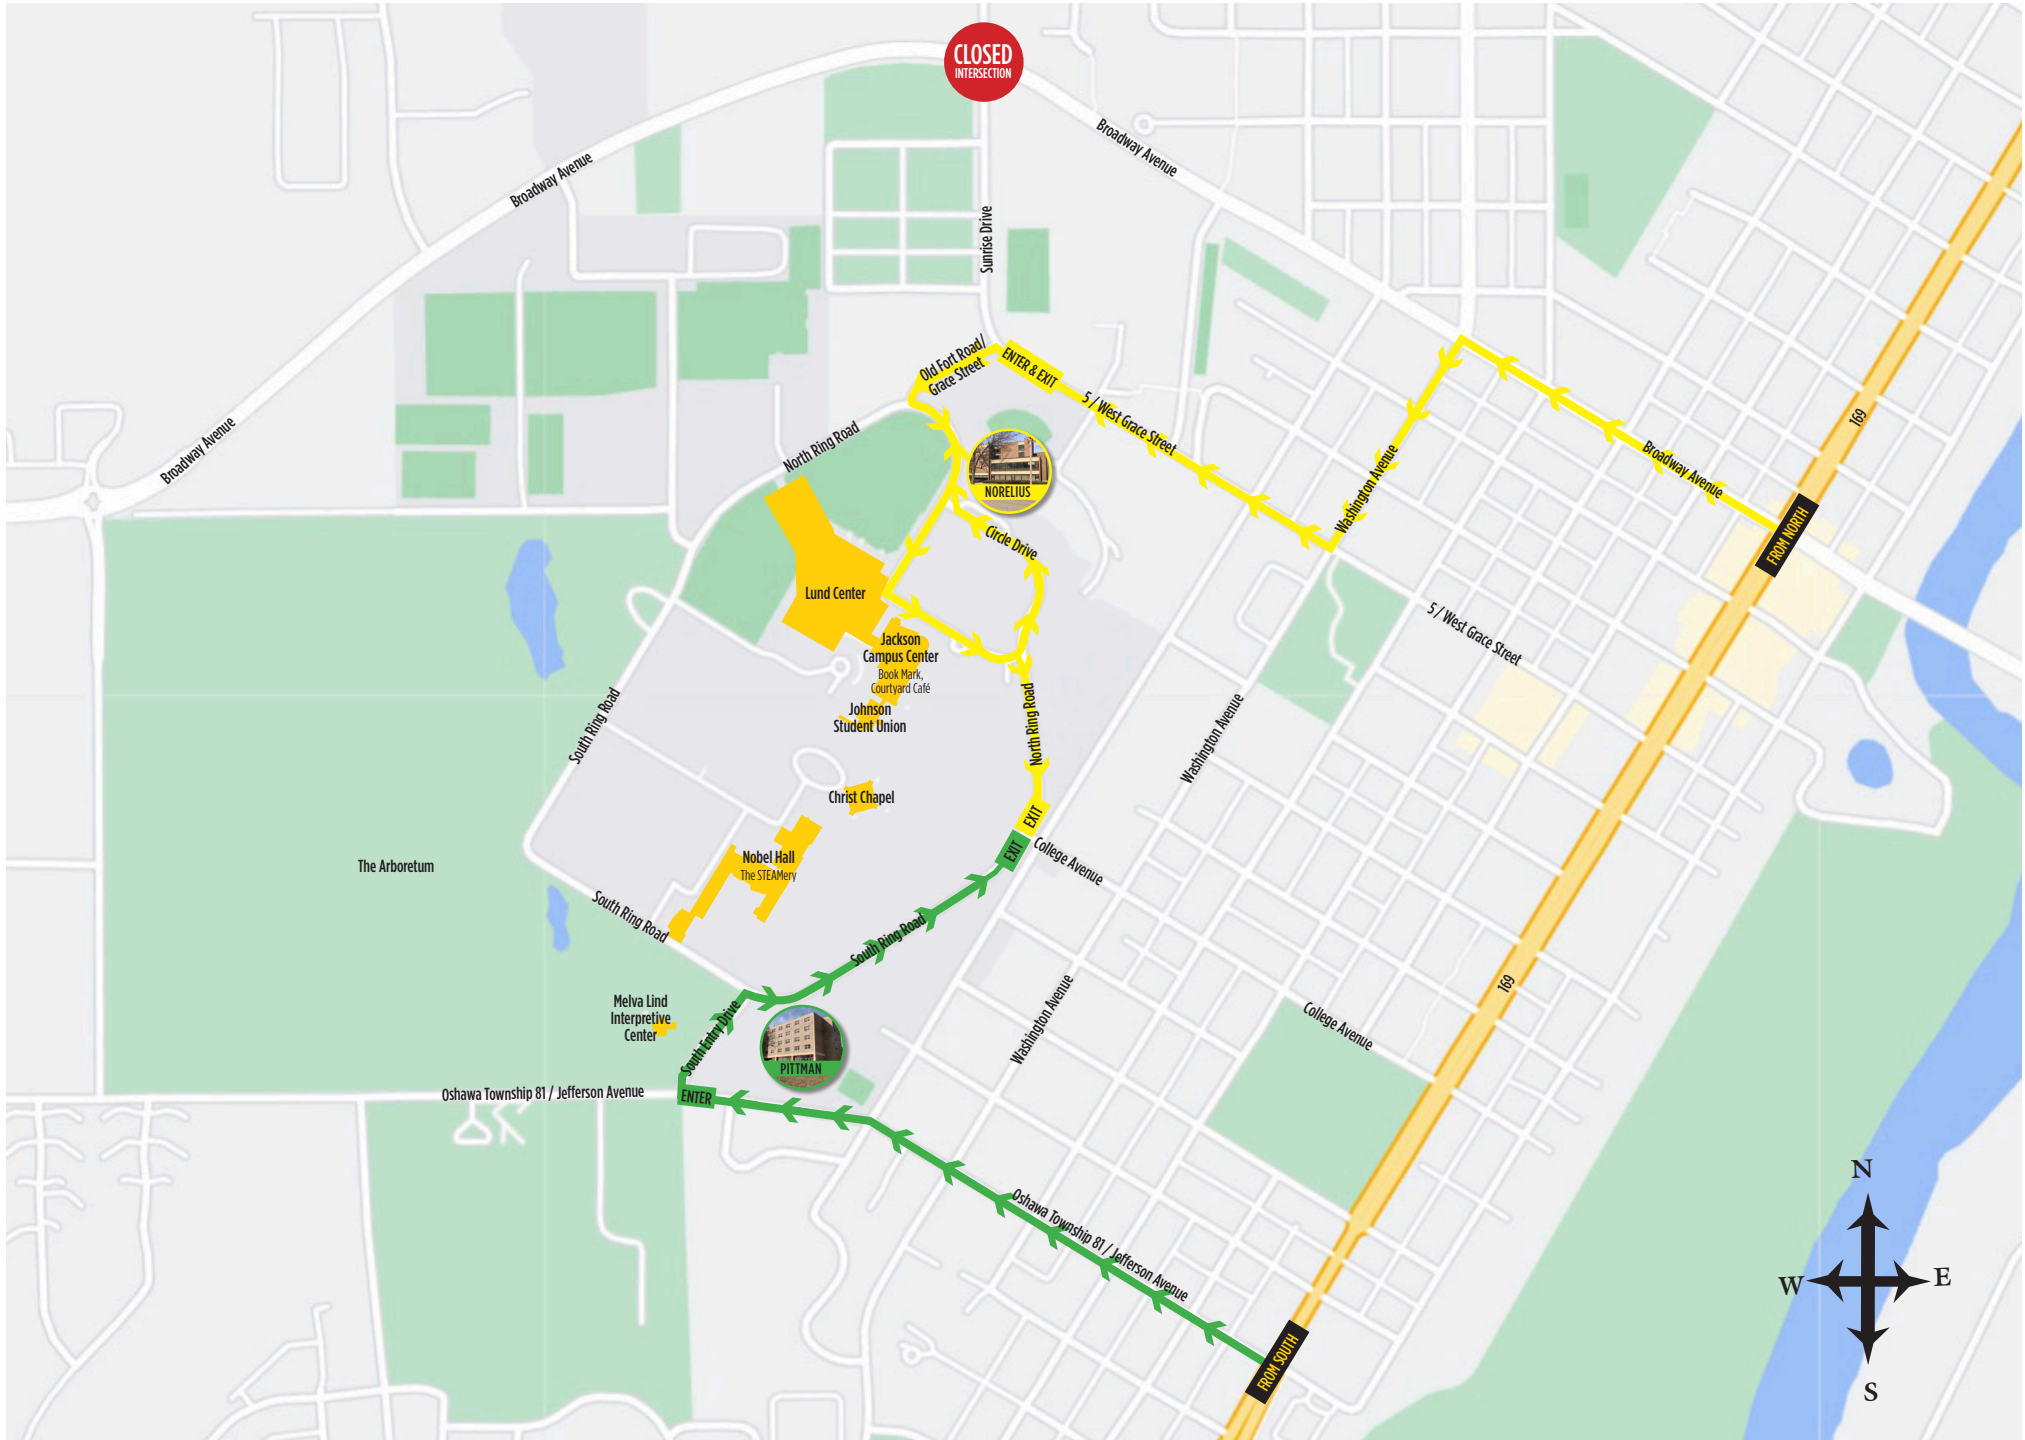 CLOSED
INTERSECTION
Broadway Avenue
Broadway Avenue
Sunrise Drive
Old Fort Road/
Grace Street
ENTER & EXIT
5 / West Grace Street
169
North Ring Road
Washington Avenue
Broadway Avenue
Broadway Avenue
NORELIUS
FROM NORTH
Circle Drive
Lund Center
5 / West Grace Street
Jackson
Campus Center
Book Mark,
Courtyard Café
Johnson
Student Union
South Ring Road
North Ring Road
Washington Avenue
Christ Chapel
EXIT
EXIT
College Avenue
The Arboretum
Nobel Hall
The STEAMery
South Ring Road
South Ring Road
169
Melva Lind
Interpretive
Center
South Entry Drive
Washington Avenue
College Avenue
PITTMAN
Oshawa Township 81 / Jefferson Avenue
ENTER
Oshawa Township 81 / Jefferson Avenue
FROM SOUTH
N
W
E
S